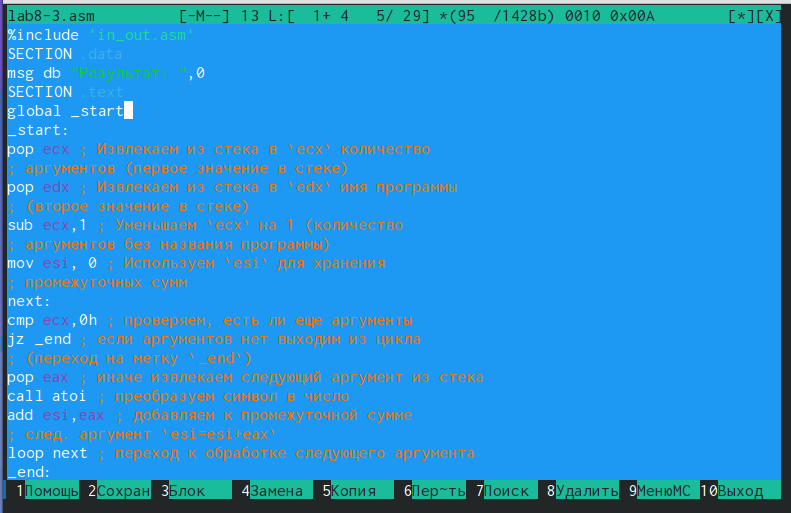 lab8-3.asm [-M--] 13 L:[ 1+ 4 5/ 29] *(95 /1428b) 0010 0x00A [*][X]
%include 'in_out.asm'
SECTION .data
msg db "Результат: ",0
SECTION .text
global _start
_start:
pop ecx ; Извлекаем из стека в `ecx` количество
; аргументов (первое значение в стеке)
pop edx ; Извлекаем из стека в `edx` имя программы
; (второе значение в стеке)
sub ecx,1 ; Уменьшаем `ecx` на 1 (количество
; аргументов без названия программы)
mov esi, 0 ; Используем `esi` для хранения
; промежуточных сумм
next:
cmp ecx,0h ; проверяем, есть ли еще аргументы
jz _end ; если аргументов нет выходим из цикла
; (переход на метку `_end`)
pop eax ; иначе извлекаем следующий аргумент из стека
call atoi ; преобразуем символ в число
add esi,eax ; добавляем к промежуточной сумме
; след. аргумент `esi=esi+eax`
loop next ; переход к обработке следующего аргумента
_end:
1Помощь 2Сохран 3Блок 4Замена 5Копия 6Пер~ть 7Поиск 8Удалить 9МенюМС 10Выход